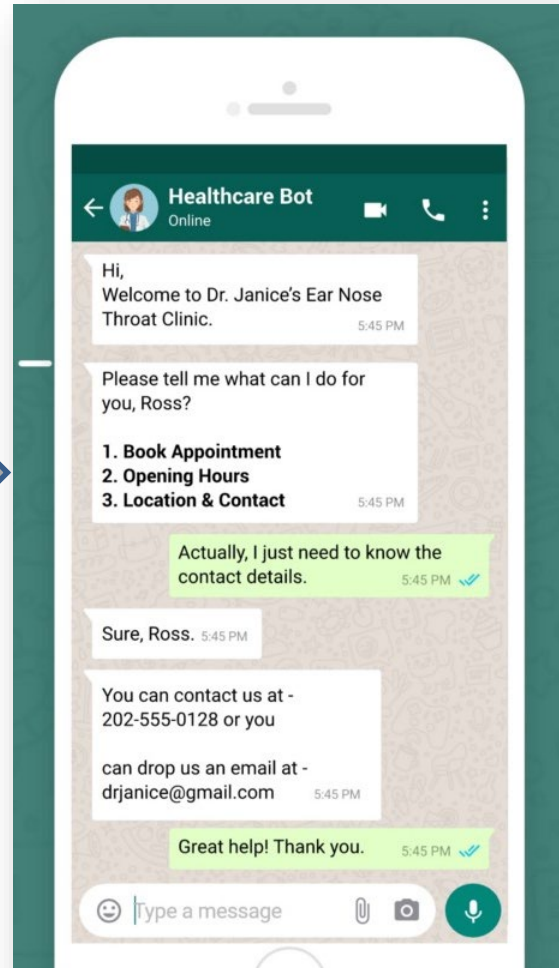 Healthcare Bot
Online
Hi,
Welcome to Dr. Janice's Ear Nose
Throat Clinic.
5:45 PM
Please tell me what can I do for
you, Ross?
1. Book Appointment
2. Opening Hours
3. Location & Contact
5:45 PM
Actually, I just need to know the
contact details.
5:45 PM
Sure, Ross. 5:45 PM
You can contact us at -
202-555-0128 or you
can drop us an email at -
drjanice@gmail.com
5:45 PM
Great help! Thank you.
5:45 PM
Type a message